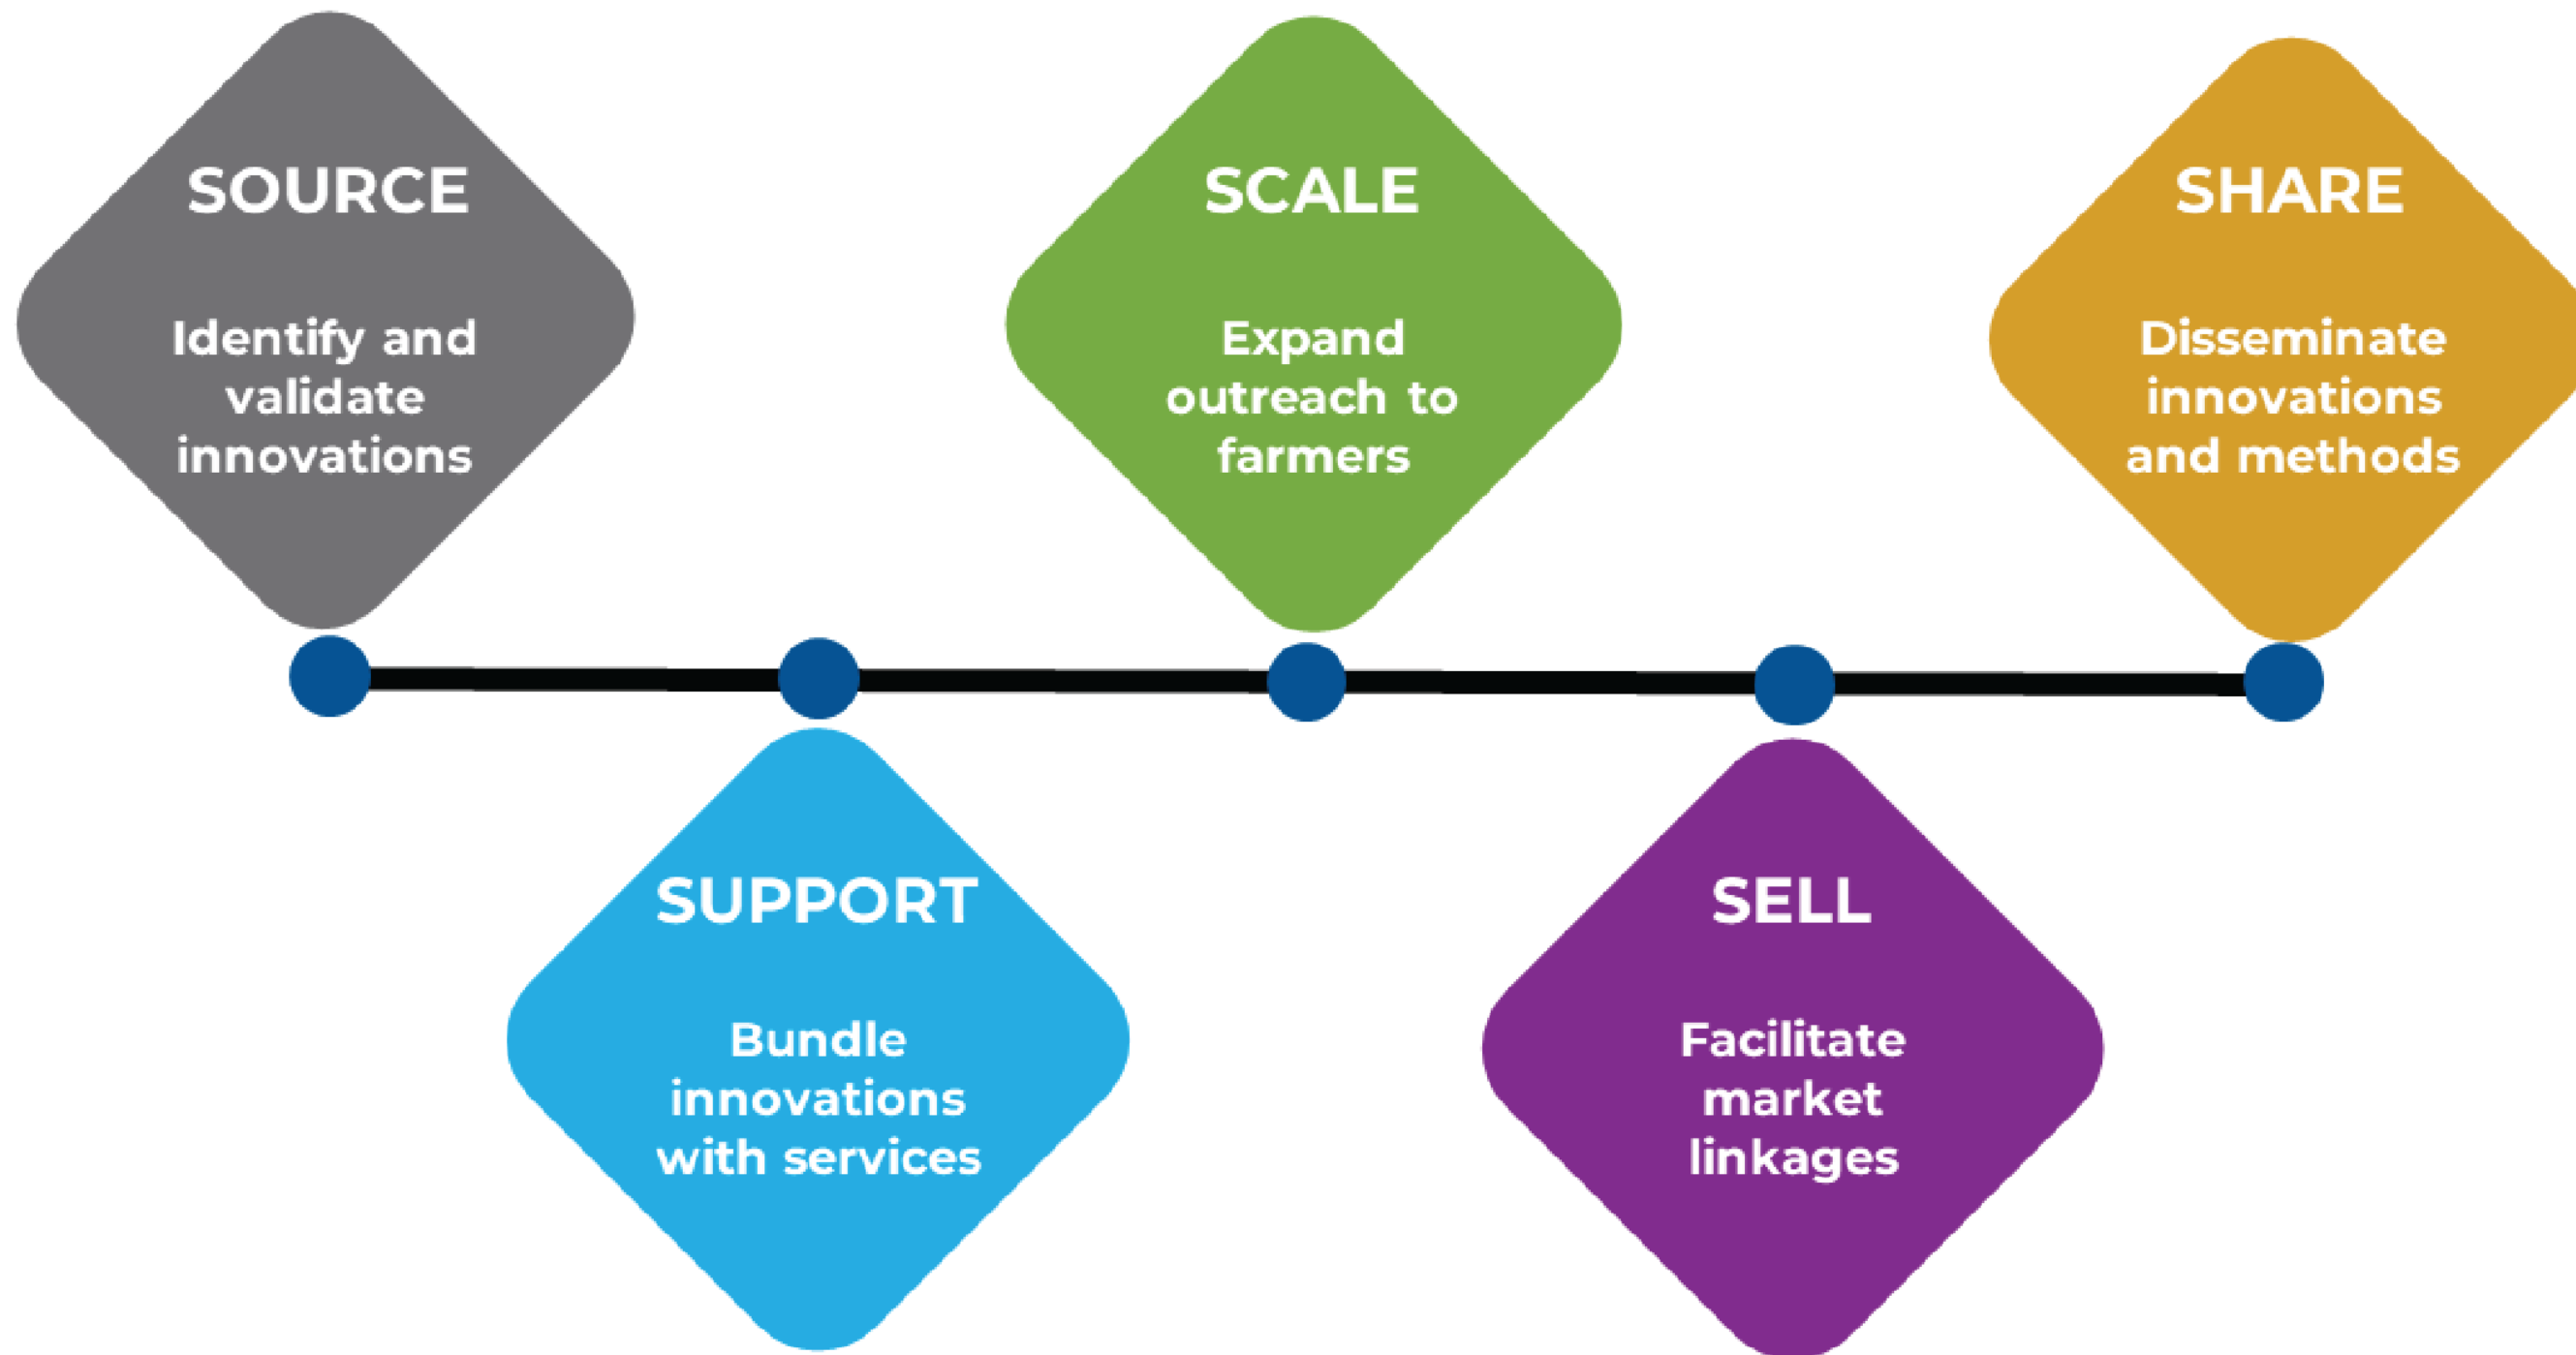 SOURCE
Identify and
validate
innovations
SUPPORT
Bundle
innovations
with services
SCALE
Expand
outreach to
farmers
SELL
Facilitate
market
linkages
SHARE
Disseminate
innovations
and methods